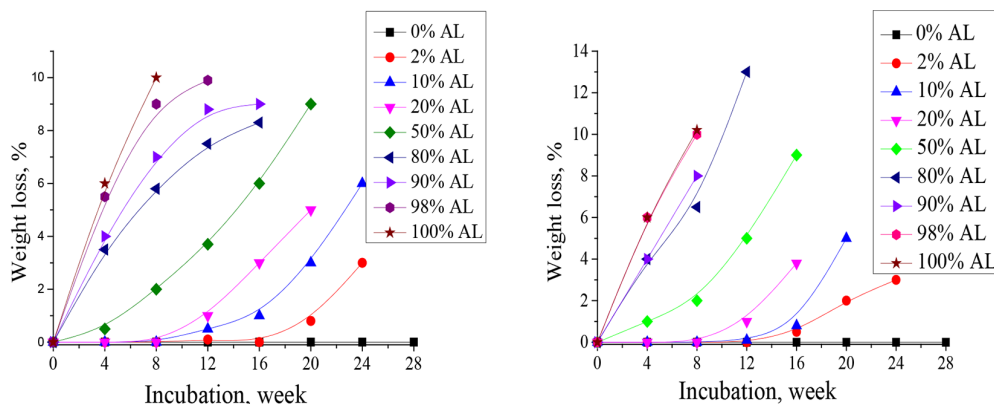 0% AL
2% AL
10% AL
20% AL
50% AL
80% AL
90% AL
98% AL
100% AL
Weight loss, %
10
8
6
4
2
0
0 4 8 12 16 20 24 28
Incubation, week
0% AL
2% AL
10% AL
20% AL
50% AL
80% AL
90% AL
98% AL
100% AL
Weight loss, %
14
12
10
8
6
4
2
0
0 4 8 12 16 20 24 28
Incubation, week